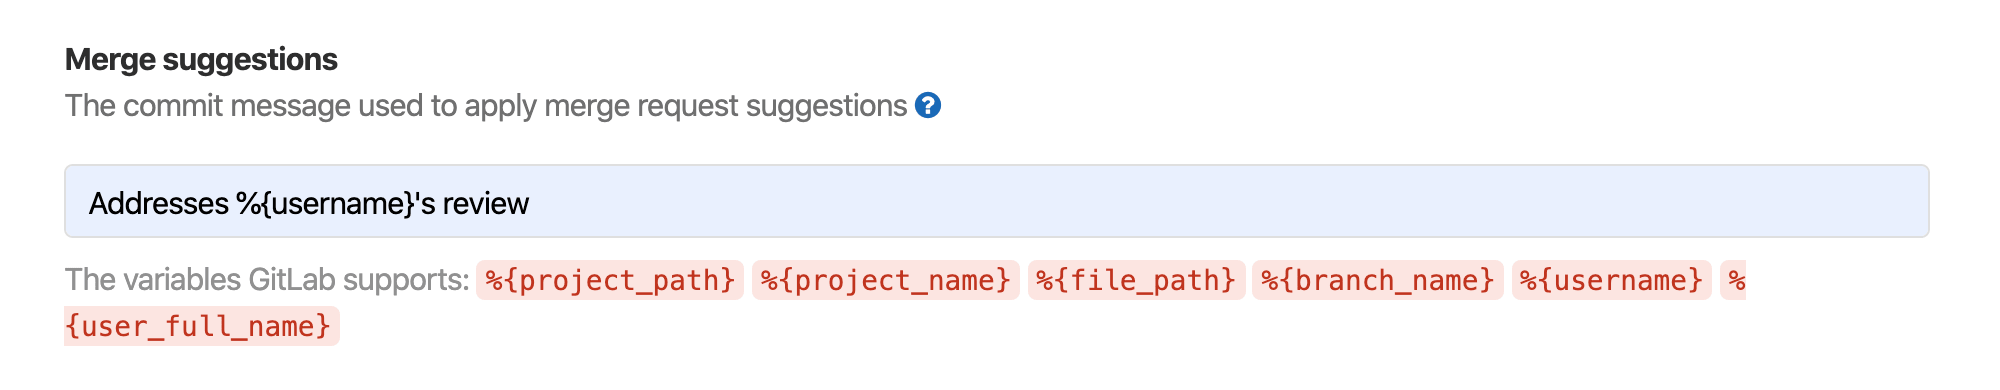 Merge suggestions
The commit message used to apply merge request suggestions ?
Addresses %{username}'s review
The variables GitLab supports: %{project_path} %{project_name} %{file_path} %{branch_name} %{username} %
{user_full_name}